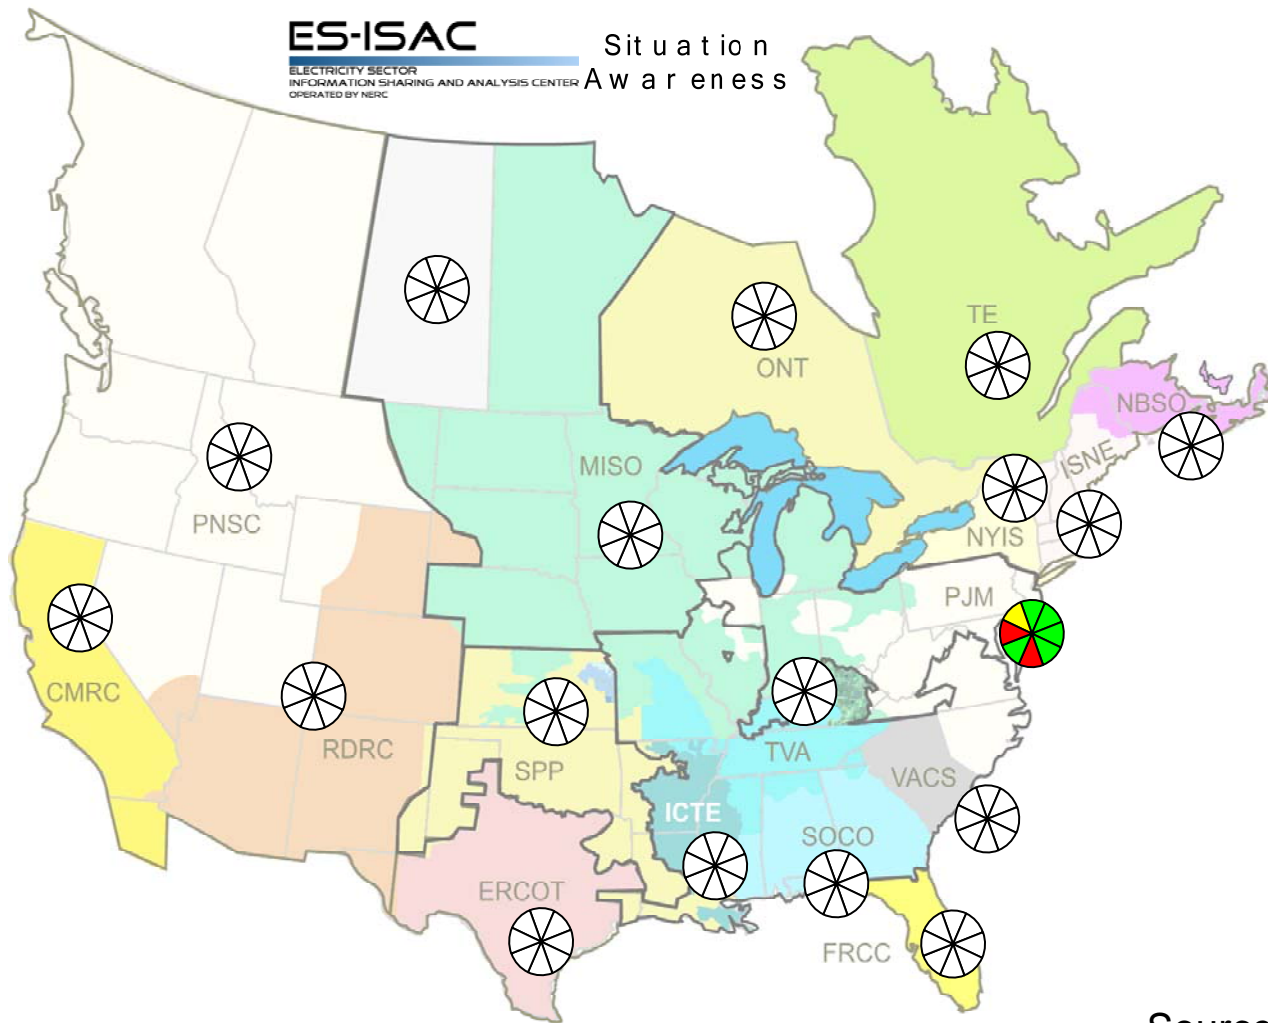 ES-ISAC
ELECTRICITY SECTOR
INFORMATION SHARING AND ANALYSIS CENTER
OPERATED BY NERC
Situation
Awareness
TE
ONT
NBSO
MISO
ISNE
PNSC
NYIS
PJM
CMRC
RDRC
TVA
SPP
VACS
ICTE
SOCO
ERCOT
FRCC